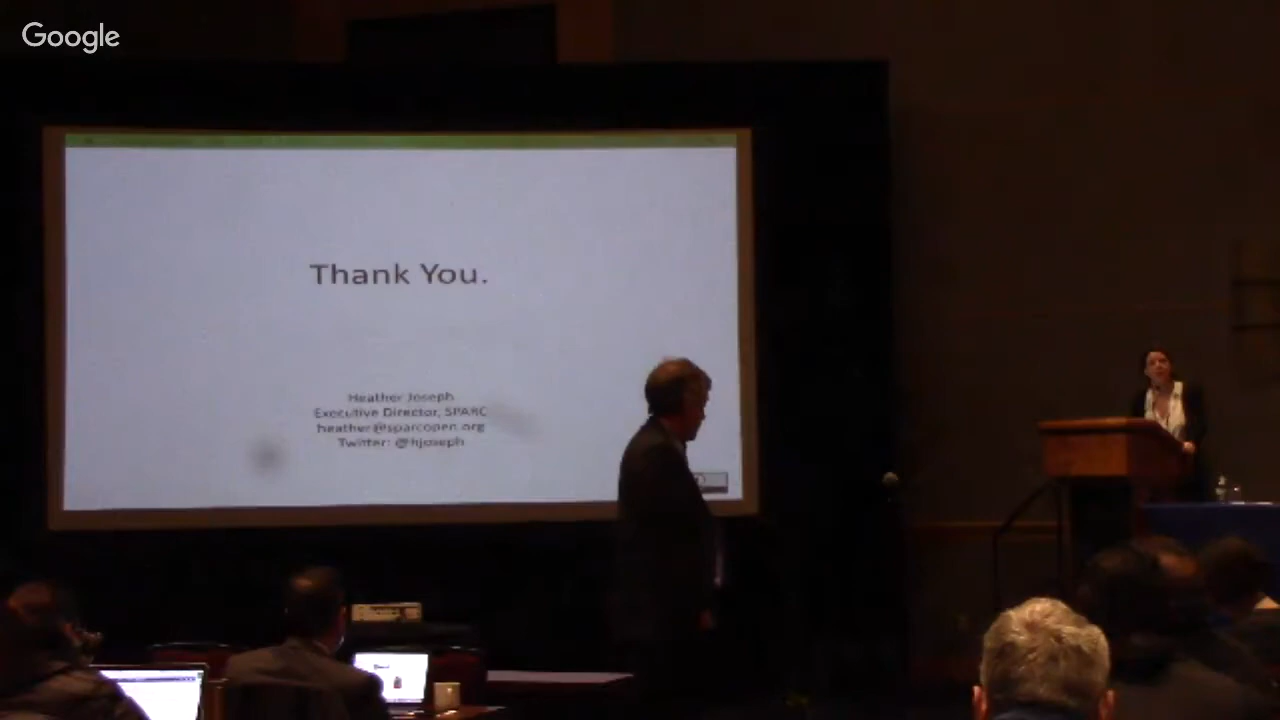 Google
Thank You.
Heather Joseph
Executive Director, SPARC
heather@sparcopen.org
Twitter: @hjoseph